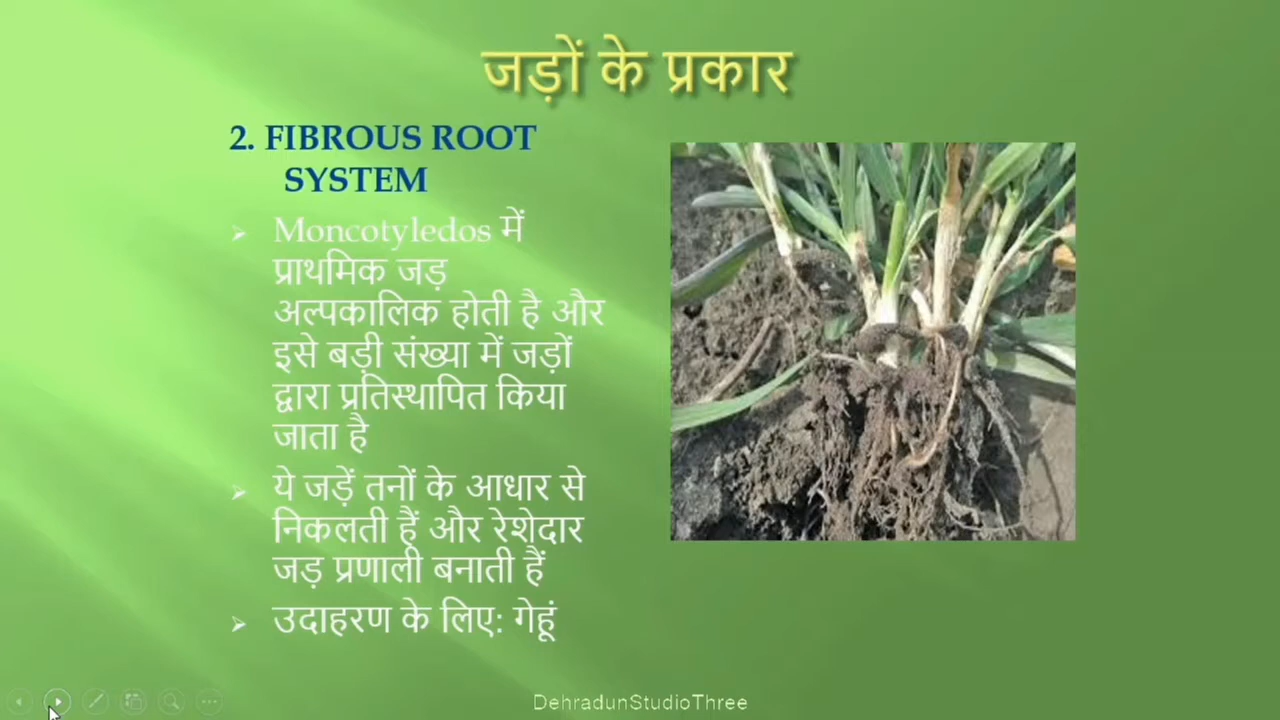 जड़ों के प्रकार
2. FIBROUS ROOT
SYSTEM
Moncotyledos में
प्राथमिक जड़
अल्पकालिक होती है और
इसे बड़ी संख्या में जड़ों
द्वारा प्रतिस्थापित किया
जाता है
ये जड़ें तनों के आधार से
निकलती हैं और रेशेदार
जड़ प्रणाली बनाती हैं
उदाहरण के लिए: गेहूं
DehradunStudioThree